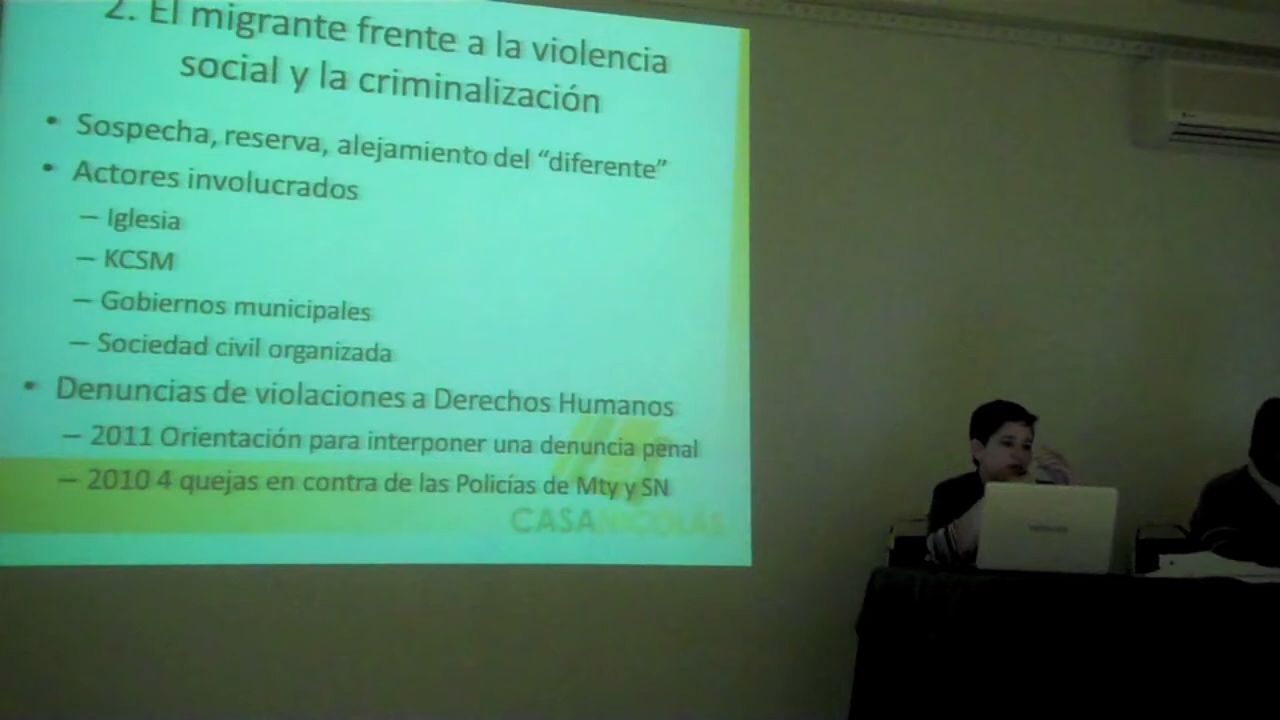 2. El migrante frente a la violencia
social y la criminalización
• Sospecha, reserva, alejamiento del “diferente”
• Actores involucrados
– Iglesia
– KCSM
– Gobiernos municipales
– Sociedad civil organizada
• Denuncias de violaciones a Derechos Humanos
– 2011 Orientación para interponer una denuncia penal
– 2010 4 quejas en contra de las Policías de Mty y SN
CASANICOLÁS